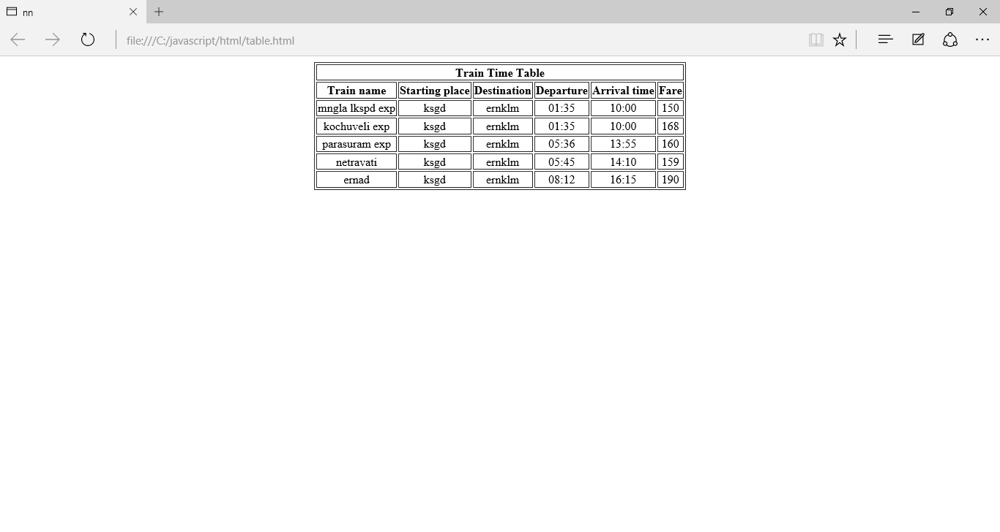 nn
file:///C:/javascript/html/table.html
Train Time Table
Train name Starting place Destination Departure Arrival time Fare
mngla lkspd exp ksgd ernklm 01:35 10:00 150
kochuveli exp ksgd ernklm 01:35 10:00 168
parasuram exp ksgd ernklm 05:36 13:55 160
netravati ksgd ernklm 05:45 14:10 159
ernad ksgd ernklm 08:12 16:15 190